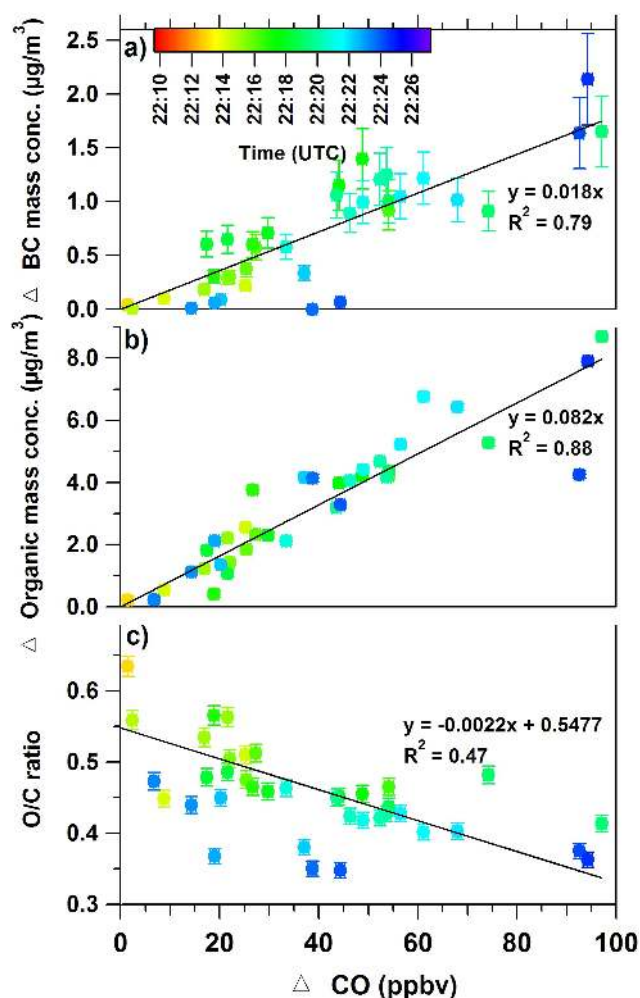 a)
22:10
22:12
22:14
22:16
22:18
22:20
22:22
22:24
22:26
Time (UTC)
△ BC mass conc. (µg/m³)
2.5
2.0
1.5
1.0
0.5
0.0
y = 0.018x
R² = 0.79
b)
△ Organic mass conc. (µg/m³)
8.0
6.0
4.0
2.0
0.0
y = 0.082x
R² = 0.88
c)
O/C ratio
0.6
0.5
0.4
0.3
y = -0.0022x + 0.5477
R² = 0.47
0
20
40
60
80
100
△ CO (ppbv)